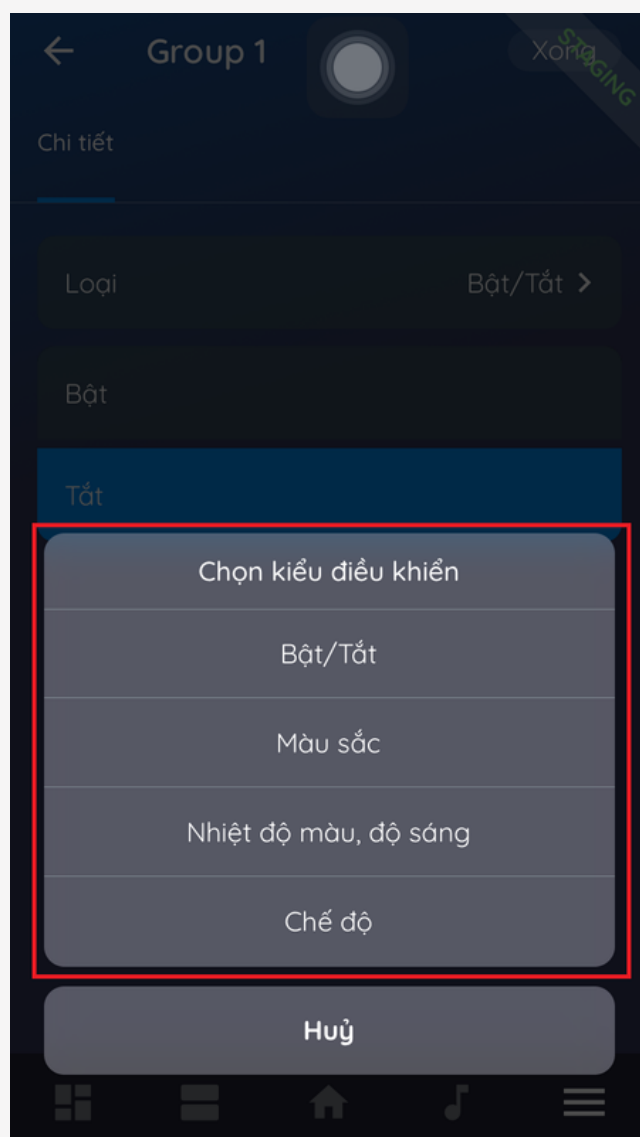 Group 1
Xong
STAGING
Chi tiết
Loại
Bật/Tắt
Bật
Tắt
Chọn kiểu điều khiển
Bật/Tắt
Màu sắc
Nhiệt độ màu, độ sáng
Chế độ
Huỷ